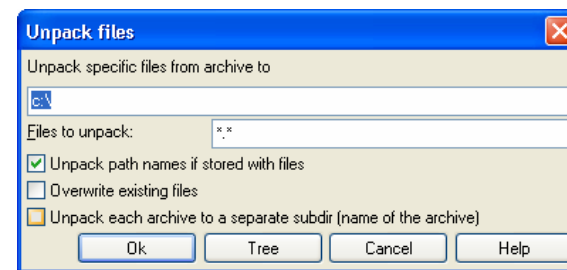 Unpack files
Unpack specific files from archive to
c:\
Files to unpack: *.*
Unpack path names if stored with files
Overwrite existing files
Unpack each archive to a separate subdir (name of the archive)
Ok Tree Cancel Help